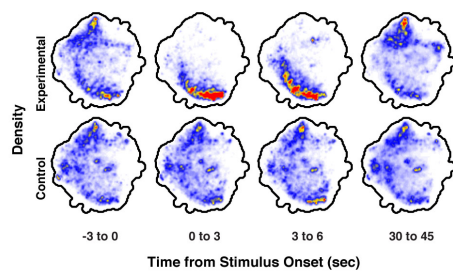 Experimental
Density
Control
-3 to 0
0 to 3
3 to 6
30 to 45
Time from Stimulus Onset (sec)